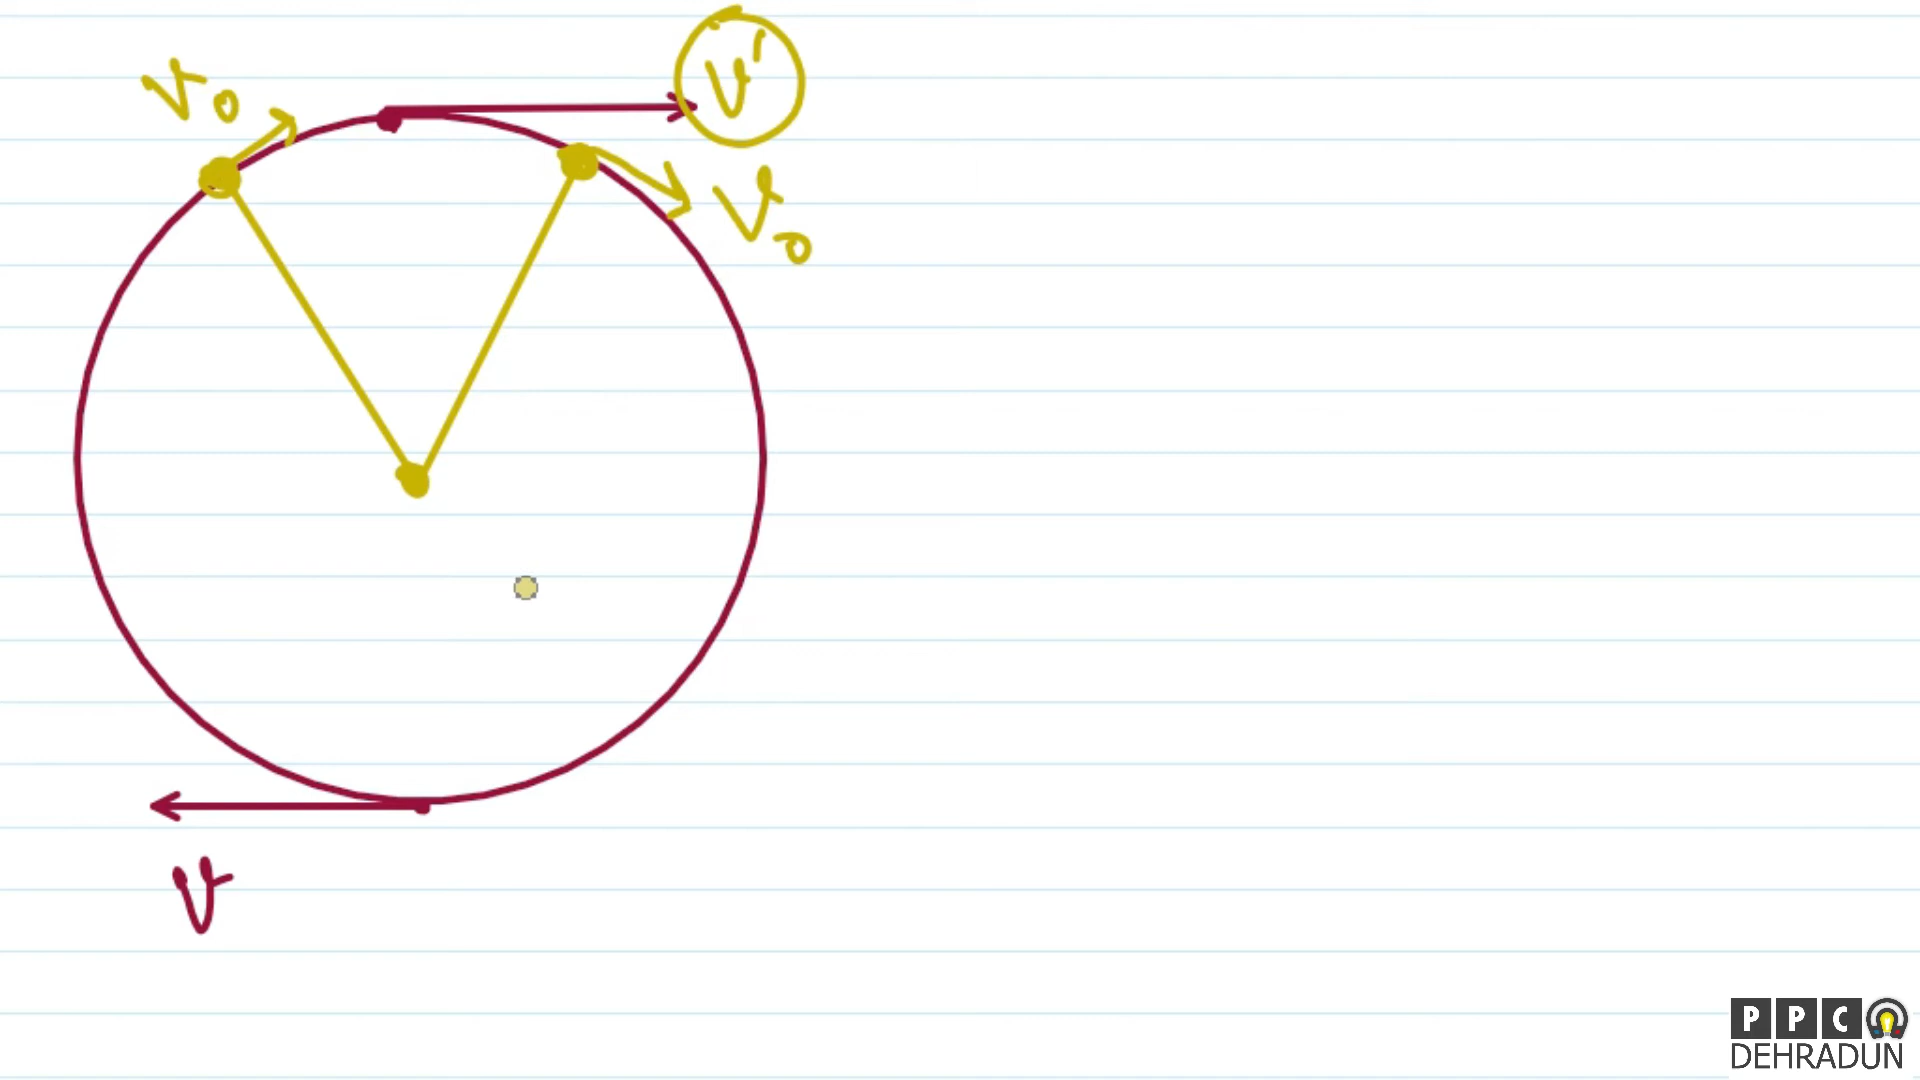 v'
v₀
v₀
v
PPC
DEHRADUN